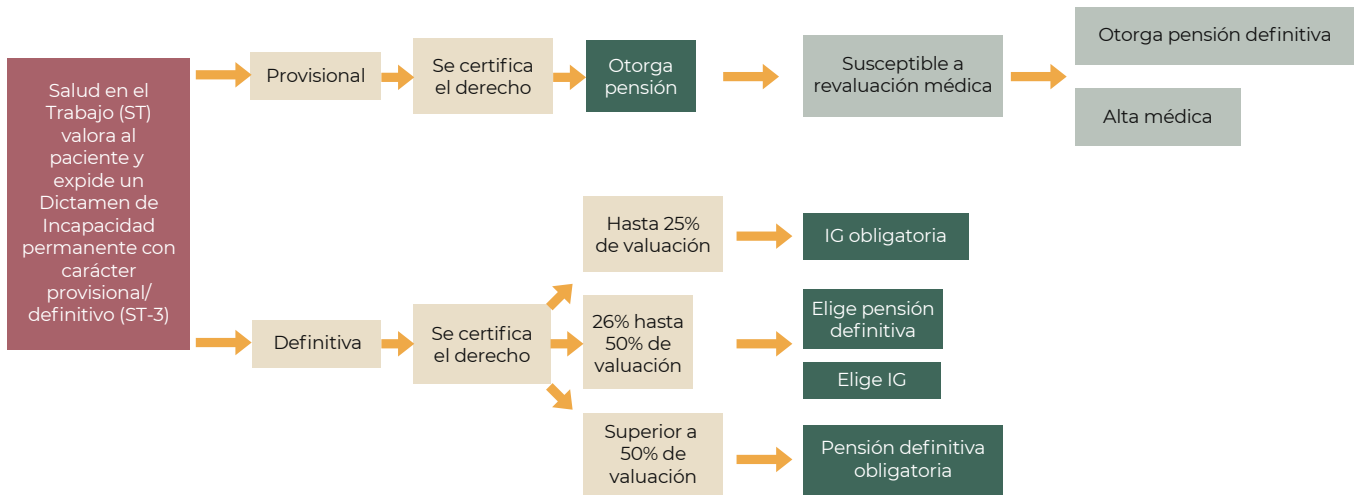 Salud en el
Trabajo (ST)
valora al
paciente y
expide un
Dictamen de
Incapacidad
permanente con
carácter
provisional/
definitivo (ST-3)
Provisional
Se certifica
el derecho
Otorga
pensión
Susceptible a
revaluación médica
Otorga pensión definitiva
Alta médica
Definitiva
Se certifica
el derecho
Hasta 25%
de valuación
IG obligatoria
26% hasta
50% de
valuación
Elige pensión
definitiva
Elige IG
Superior a
50% de
valuación
Pensión definitiva
obligatoria